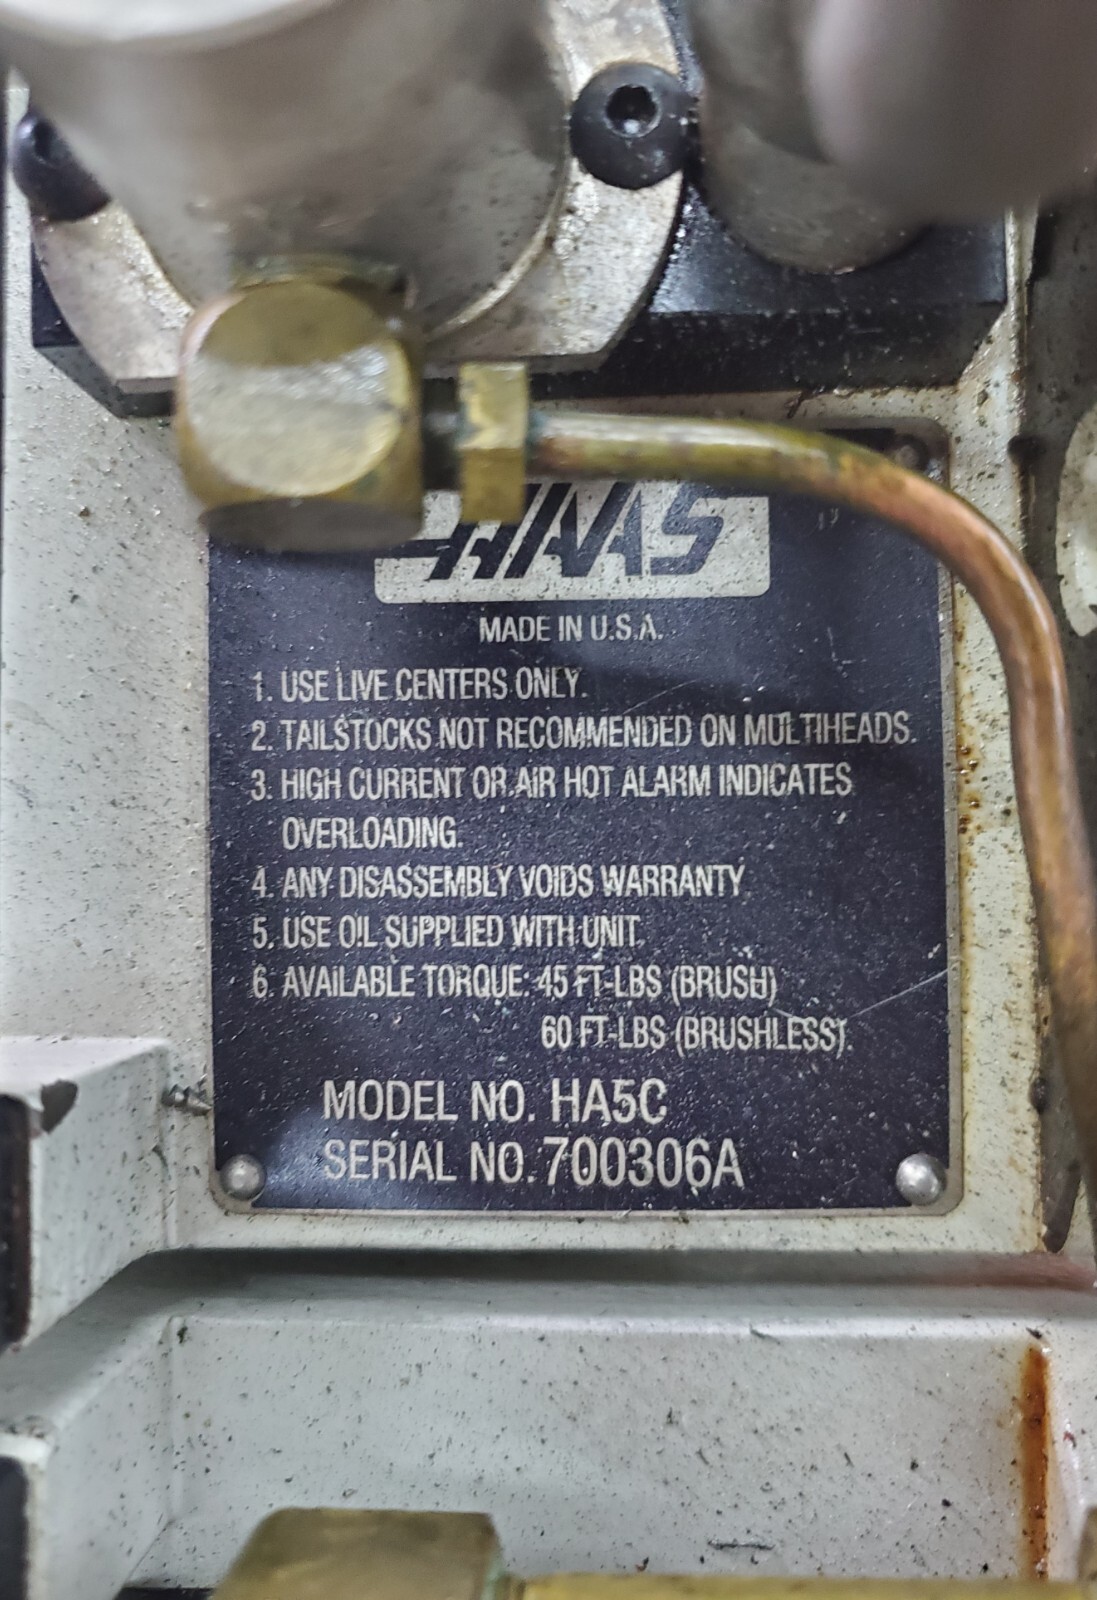 HAAS
MADE IN U.S.A.
1. USE LIVE CENTERS ONLY.
2. TAILSTOCKS NOT RECOMMENDED ON MULTIHEADS.
3. HIGH CURRENT OR AIR HOT ALARM INDICATES
OVERLOADING.
4. ANY DISASSEMBLY VOIDS WARRANTY
5. USE OIL SUPPLIED WITH UNIT.
6. AVAILABLE TORQUE: 45 FT-LBS (BRUSH)
60 FT-LBS (BRUSHLESS).
MODEL NO. HA5C
SERIAL NO. 700306A